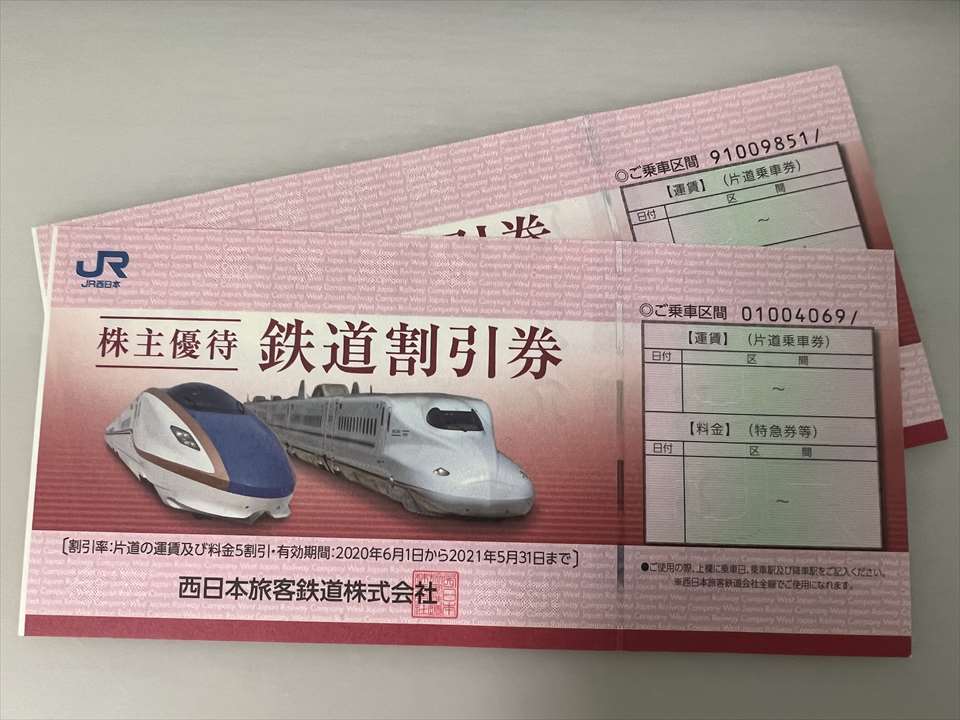 ◎ご乗車区間 91009851/
【運賃】 (片道乗車券)
日付 区 間
～
引券
JR
JR西日本
株主優待 鉄道割引券
〔割引率:片道の運賃及び料金5割引・有効期間:2020年6月1日から2021年5月31日まで〕
西日本旅客鉄道株式会社
◎ご乗車区間 01004069/
【運賃】 (片道乗車券)
日付 区 間
～
【料金】 (特急券等)
日付 区 間
～
●ご使用の際、上欄に乗車日、乗車駅及び降車駅をご記入ください。
※西日本旅客鉄道会社全線でご使用になれます。